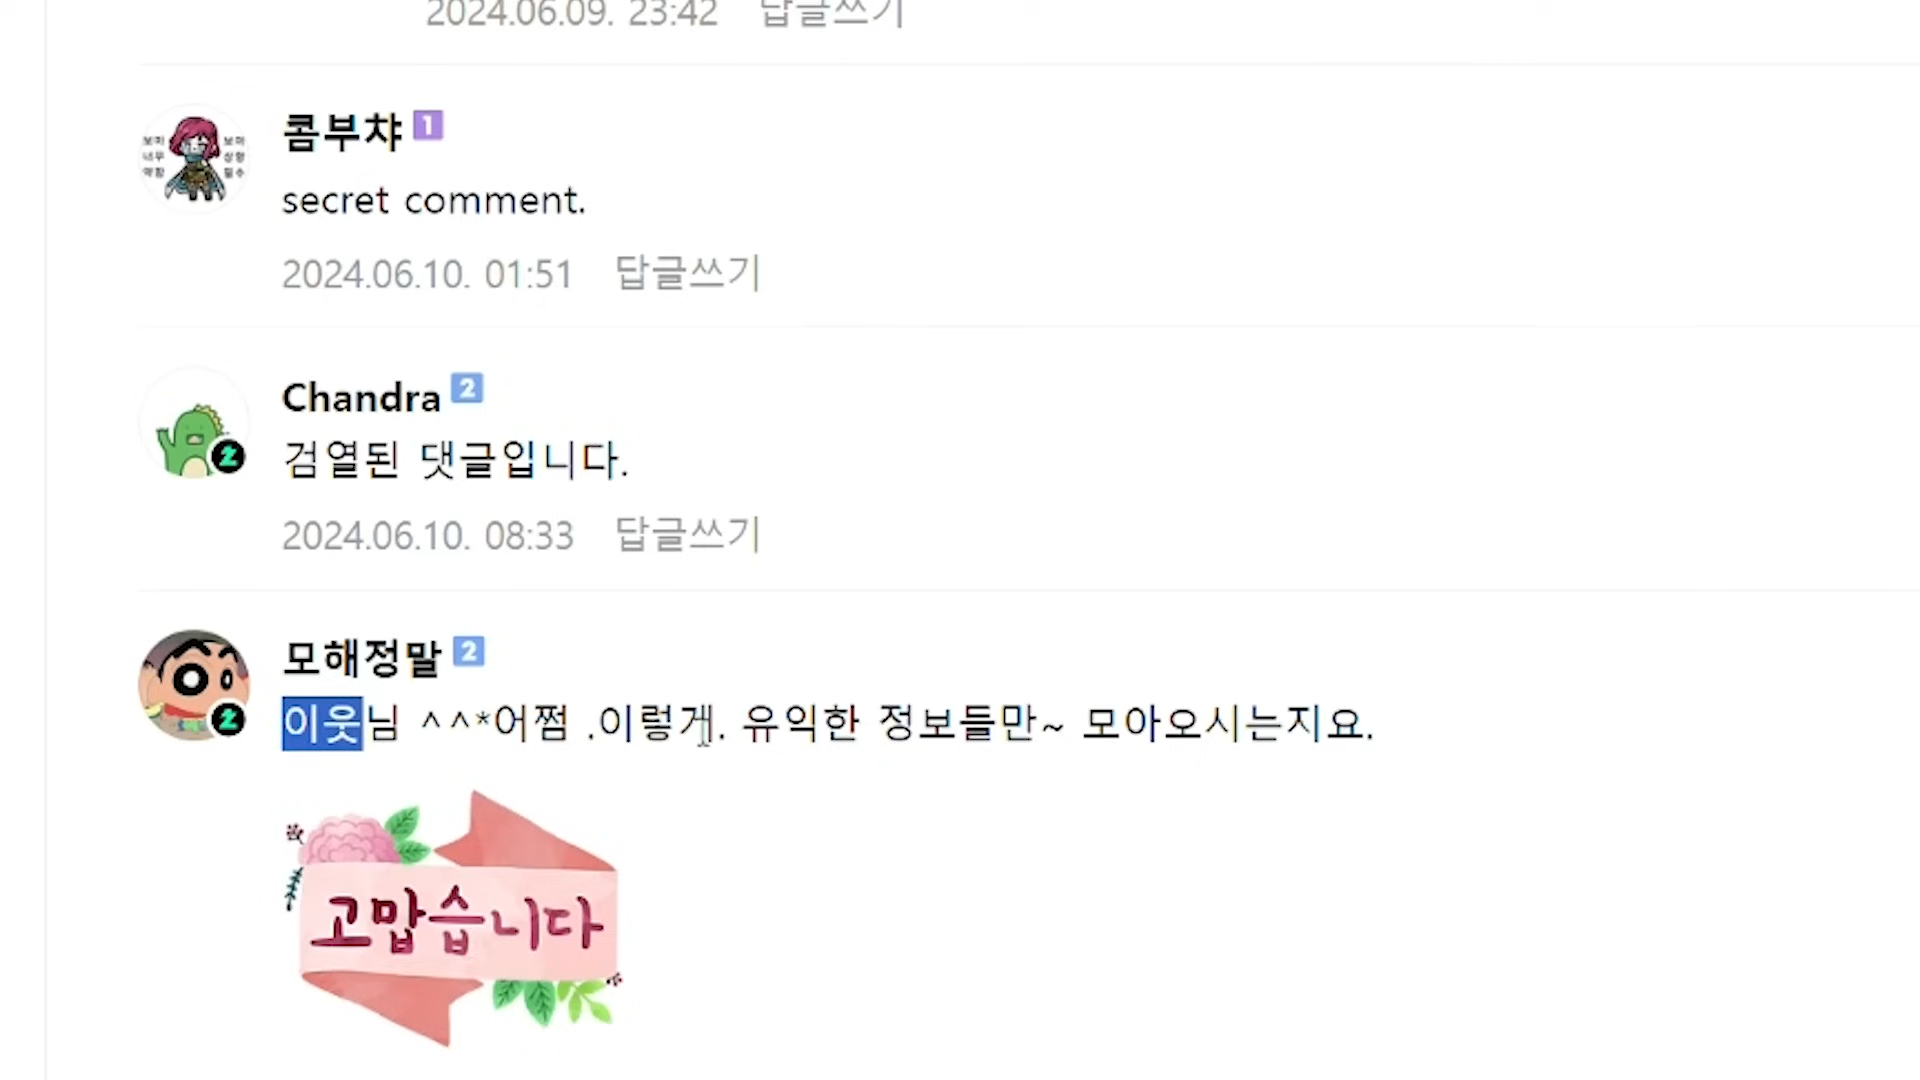 2024.06.09. 23:42 답글쓰기
콤부챠 1
secret comment.
2024.06.10. 01:51 답글쓰기
Chandra 2
검열된 댓글입니다.
2024.06.10. 08:33 답글쓰기
모해정말 2
이웃님 ^^*어쩜 .이렇게. 유익한 정보들만~ 모아오시는지요.
고맙습니다